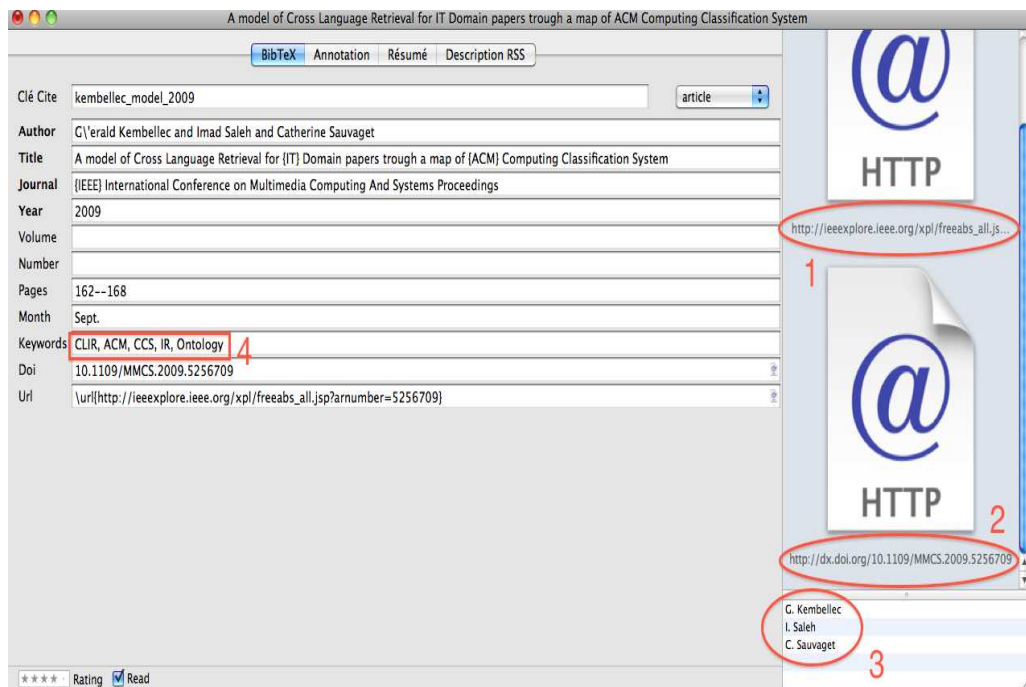 A model of Cross Language Retrieval for IT Domain papers trough a map of ACM Computing Classification System
BibTeX Annotation Résumé Description RSS
Clé Cite kembellec_model_2009 article
Author G\'erald Kembellec and Imad Saleh and Catherine Sauvaget
Title A model of Cross Language Retrieval for {IT} Domain papers trough a map of {ACM} Computing Classification System
Journal {IEEE} International Conference on Multimedia Computing And Systems Proceedings
Year 2009
Volume
Number
Pages 162--168
Month Sept.
Keywords CLIR, ACM, CCS, IR, Ontology 4
Doi 10.1109/MMCS.2009.5256709
Url \url{http://ieeexplore.ieee.org/xpl/freeabs_all.jsp?arnumber=5256709}
Rating Read
@
HTTP
http://ieeexplore.ieee.org/xpl/freeabs_all.js...
1
@
HTTP
2
http://dx.doi.org/10.1109/MMCS.2009.5256709
G. Kembellec
I. Saleh
C. Sauvaget
3